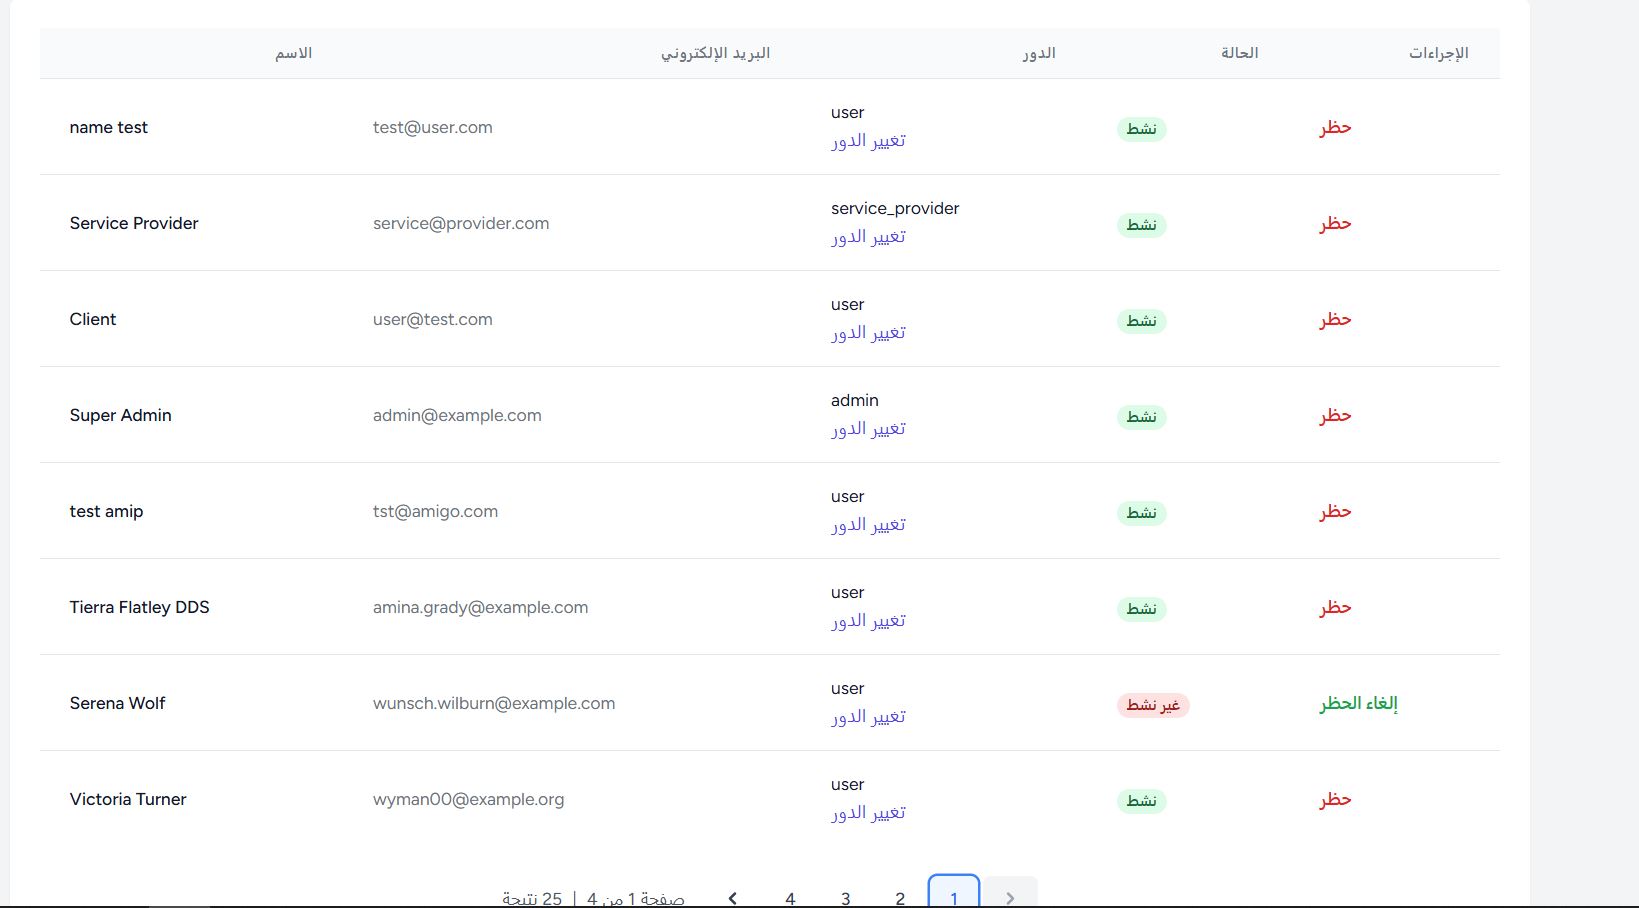 الاسم البريد الإلكتروني الدور الحالة الإجراءات
name test test@user.com user نشط حظر
تغيير الدور
Service Provider service@provider.com service_provider نشط حظر
تغيير الدور
Client user@test.com user نشط حظر
تغيير الدور
Super Admin admin@example.com admin نشط حظر
تغيير الدور
test amip tst@amigo.com user نشط حظر
تغيير الدور
Tierra Flatley DDS amina.grady@example.com user نشط حظر
تغيير الدور
Serena Wolf wunsch.wilburn@example.com user غير نشط إلغاء الحظر
تغيير الدور
Victoria Turner wyman00@example.org user نشط حظر
تغيير الدور
1 2 3 4 صفحة 1 من 4 | 25 نتيجة